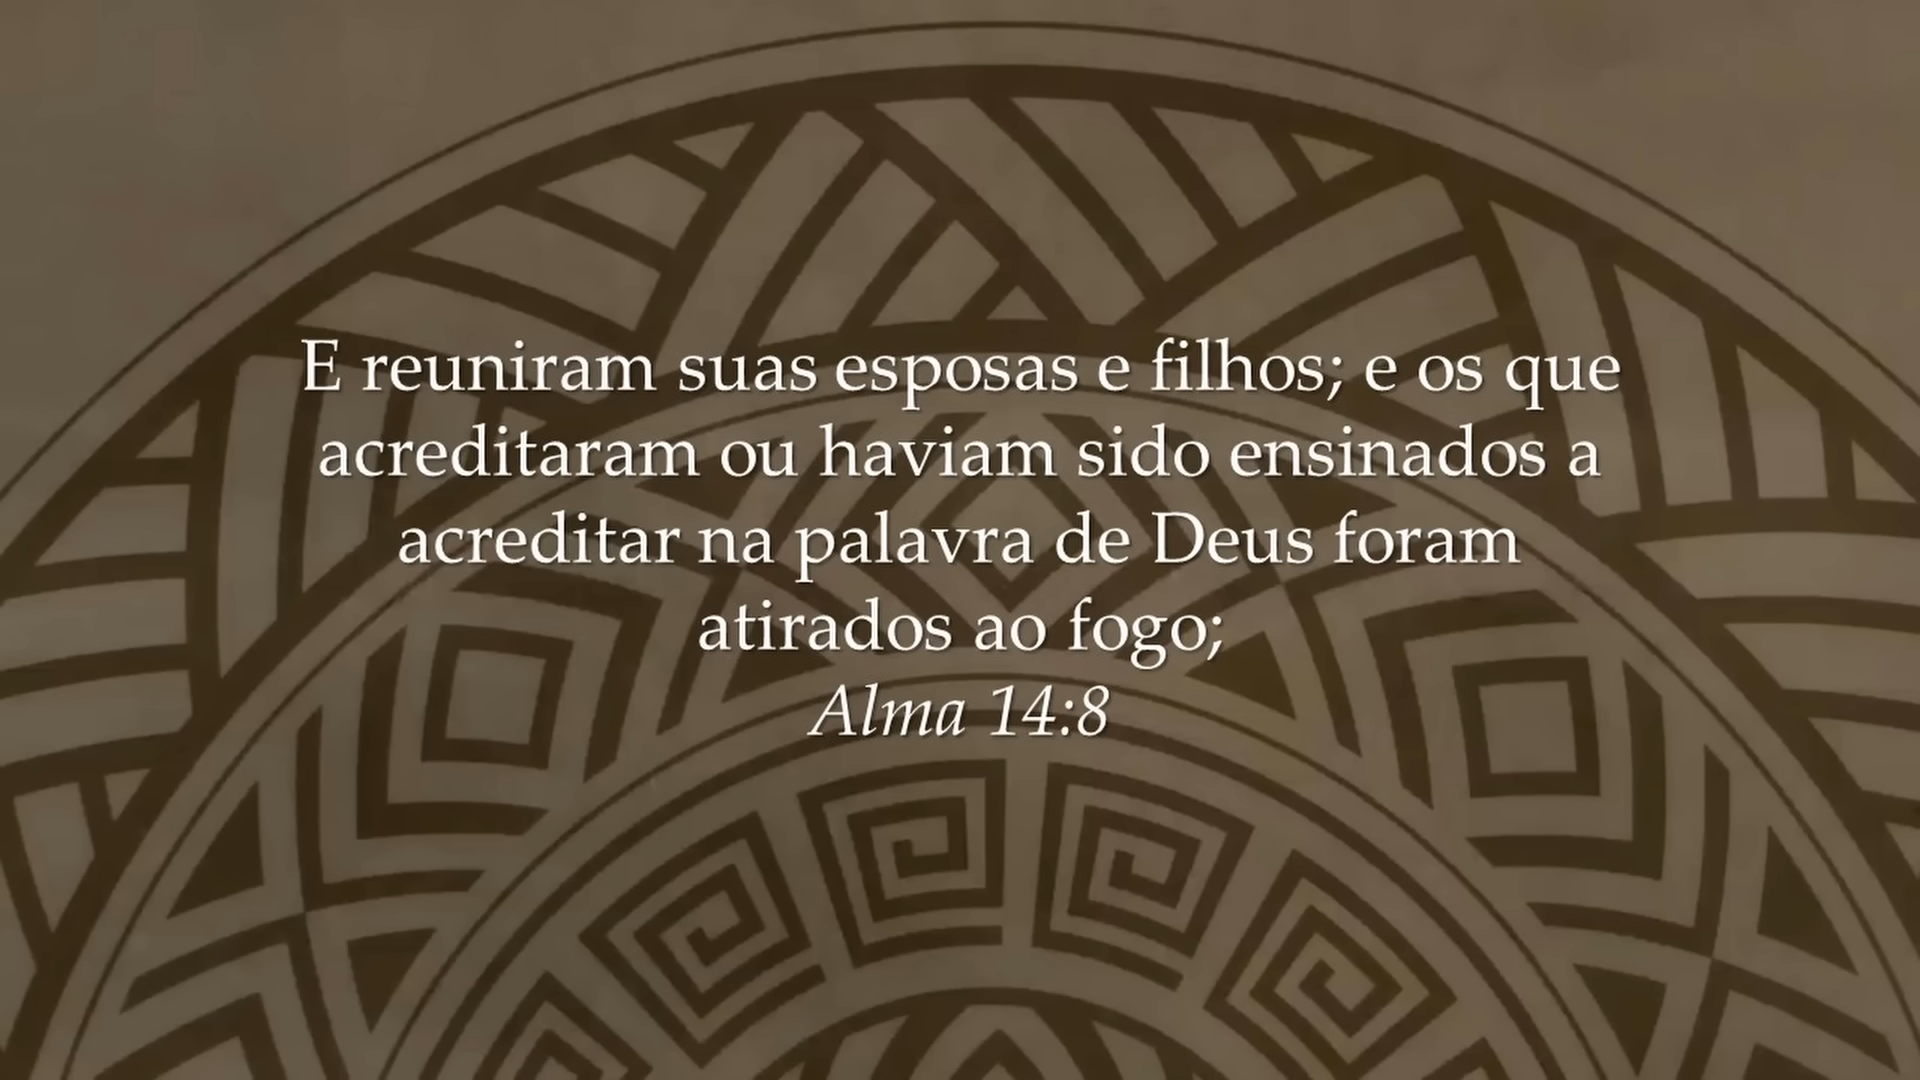 E reuniram suas esposas e filhos; e os que
acreditaram ou haviam sido ensinados a
acreditar na palavra de Deus foram
atirados ao fogo;
Alma 14:8